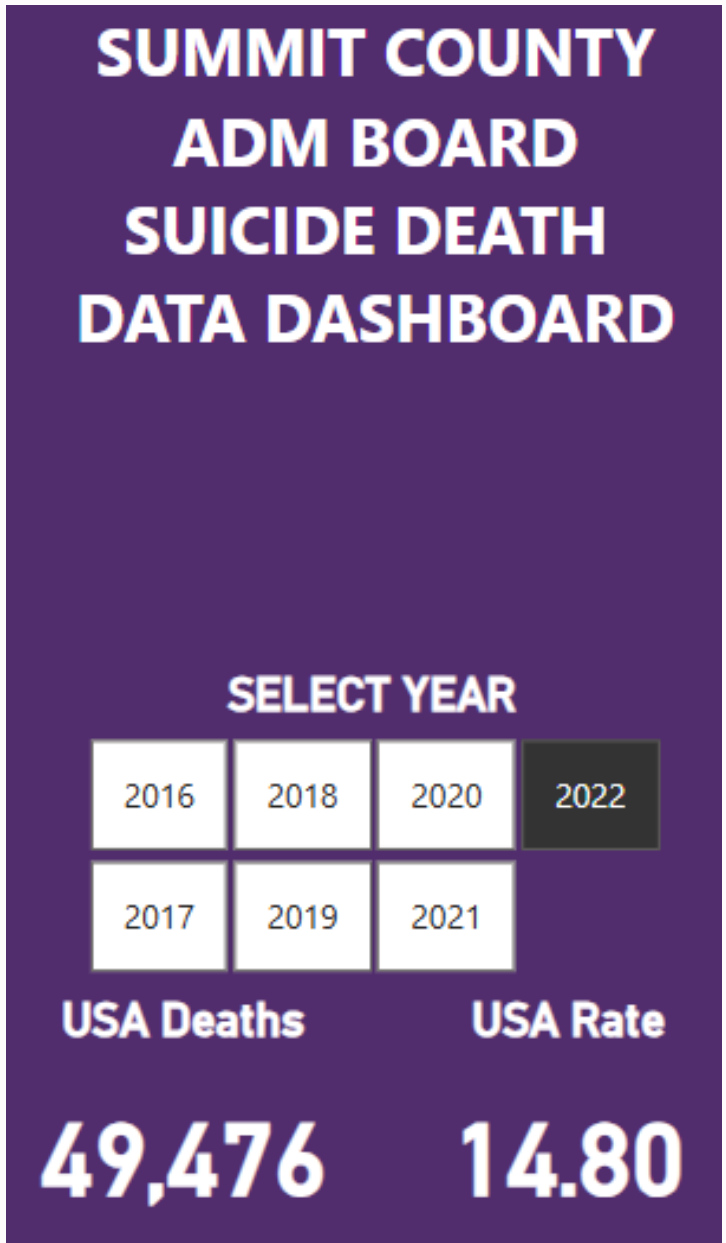 SUMMIT COUNTY
ADM BOARD
SUICIDE DEATH
DATA DASHBOARD
SELECT YEAR
2016 2018 2020 2022
2017 2019 2021
USA Deaths USA Rate
49,476 14.80